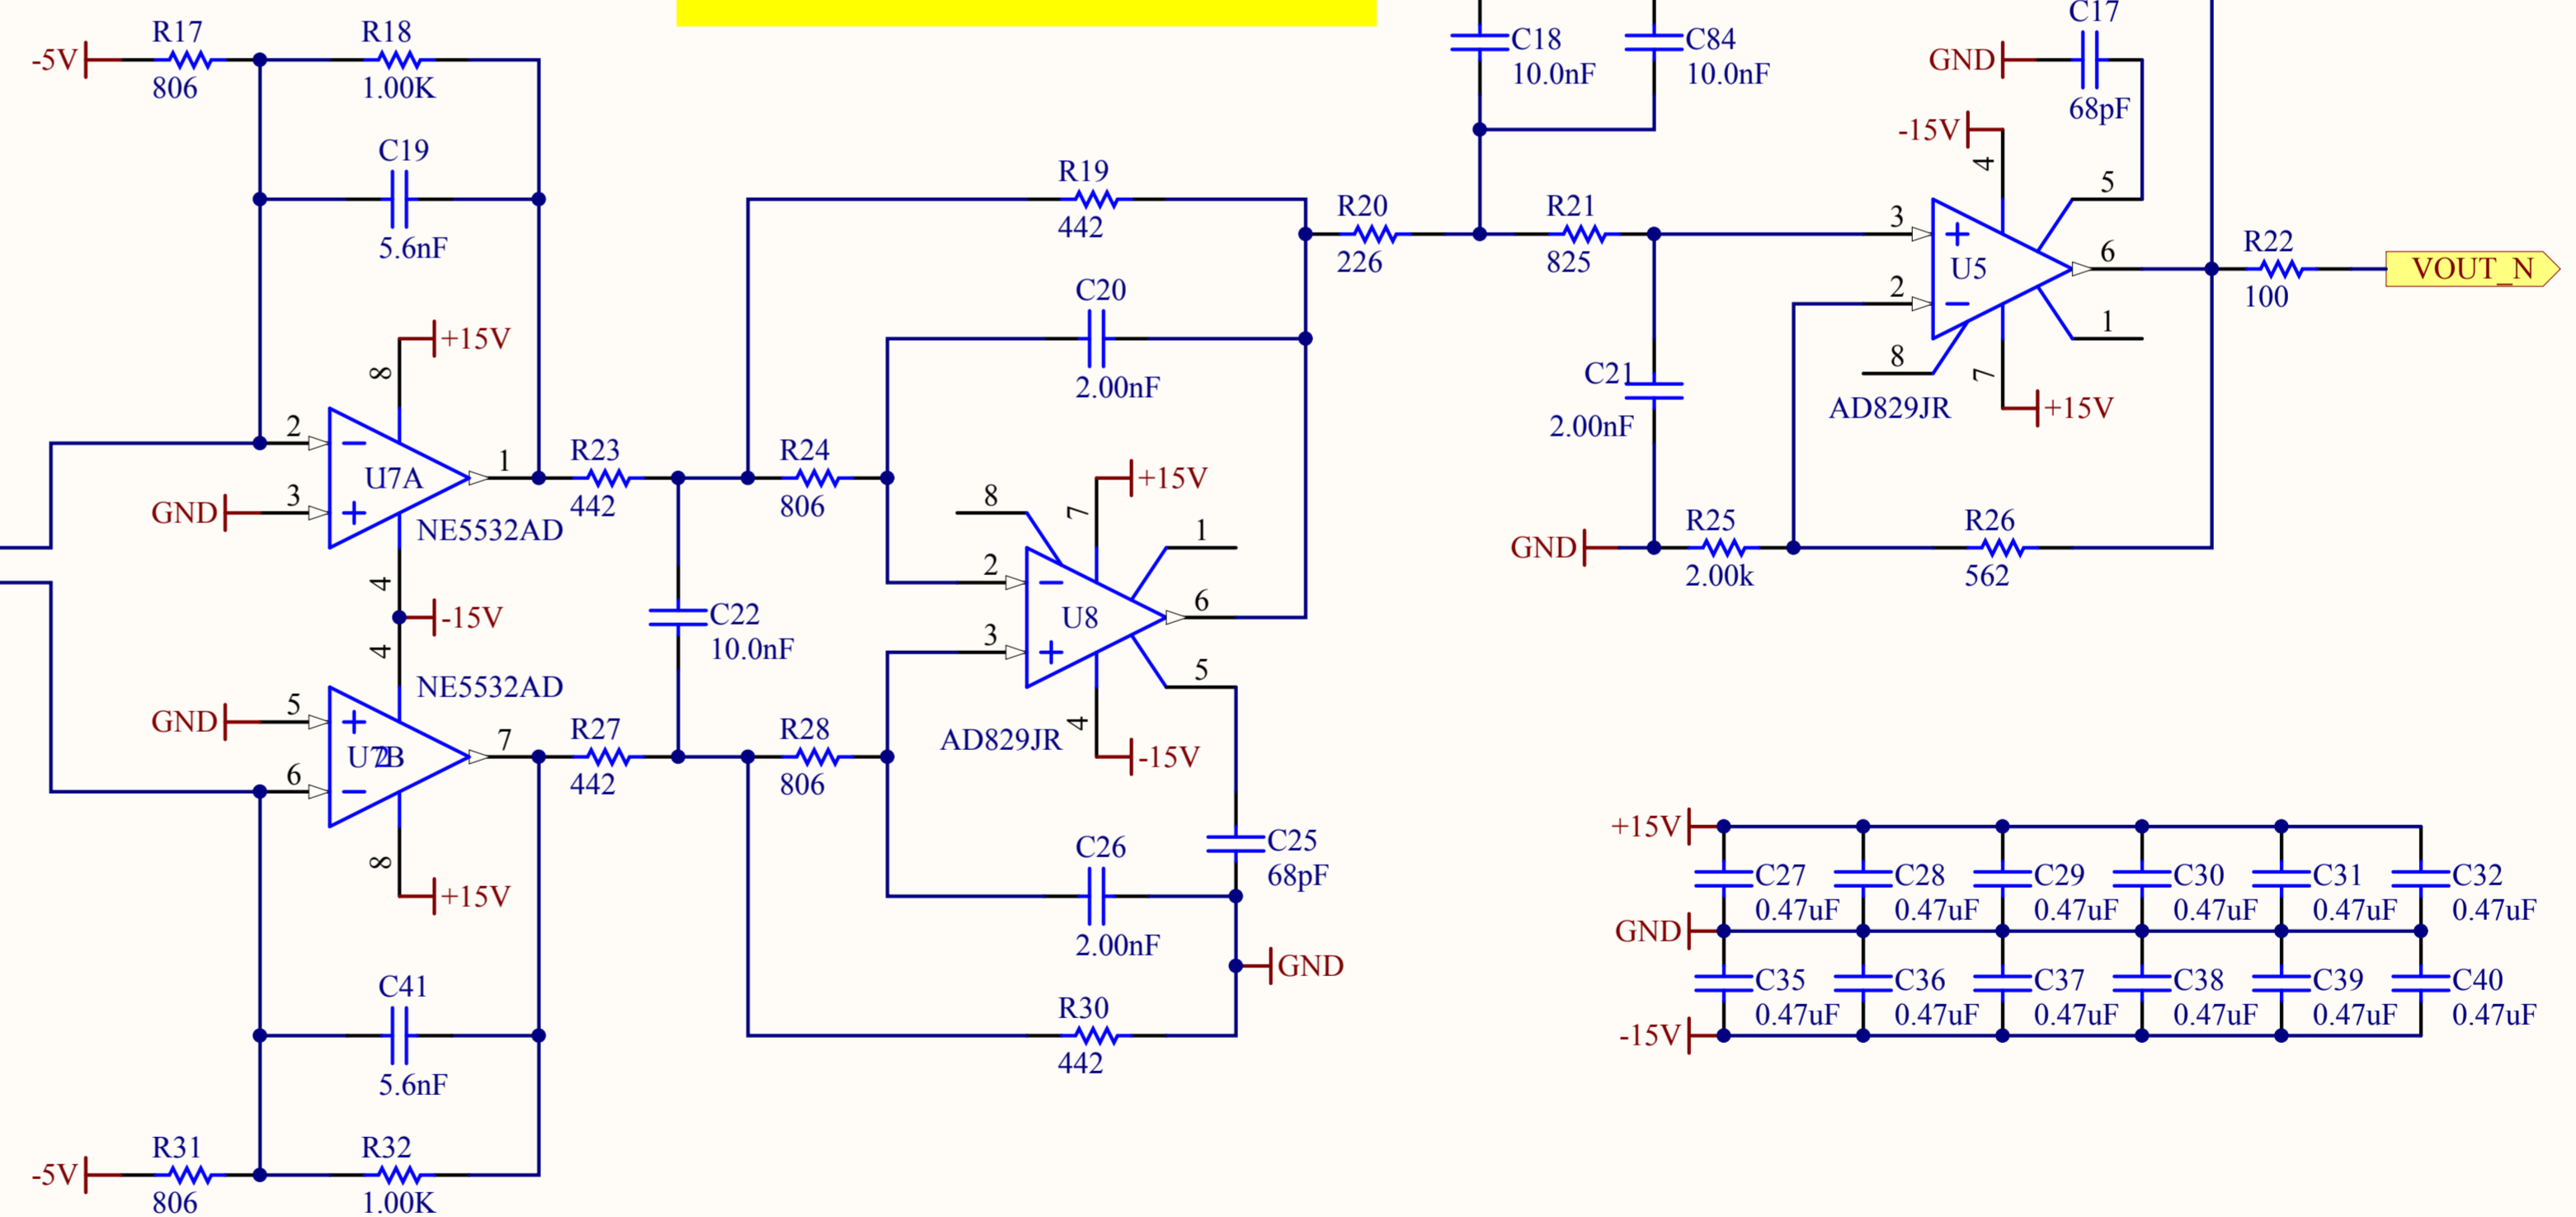 R17
-5V
806
R18
1.00K
C19
5.6nF
+15V
8
2
U7A
1
GND
3
NE5532AD
4
-15V
4
NE5532AD
GND
5
U7B
7
6
8
+15V
C41
5.6nF
R31
-5V
806
R32
1.00K
R23
442
C22
10.0nF
R27
442
R19
442
C20
2.00nF
R24
806
8
7
+15V
1
2
U8
6
3
5
AD829JR
4
-15V
R28
806
C26
2.00nF
C25
68pF
GND
R30
442
C18
10.0nF
C84
10.0nF
R20
226
R21
825
C21
2.00nF
GND
R25
2.00k
R26
562
C17
GND
68pF
-15V
4
5
3
U5
6
2
1
8
7
AD829JR
+15V
R22
100
VOUT_N
+15V
C27
0.47uF
C28
0.47uF
C29
0.47uF
C30
0.47uF
C31
0.47uF
C32
0.47uF
GND
C35
0.47uF
C36
0.47uF
C37
0.47uF
C38
0.47uF
C39
0.47uF
C40
0.47uF
-15V